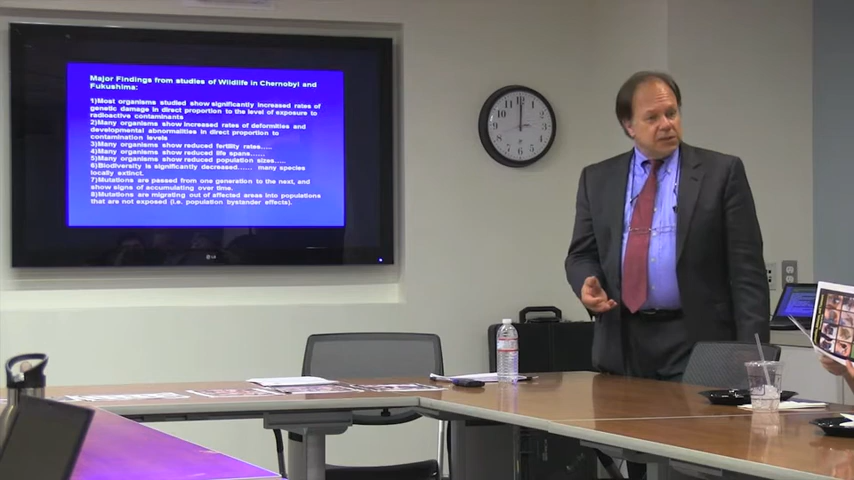 Major Findings from studies of Wildlife in Chernobyl and
Fukushima:
1)Most organisms studied show significantly increased rates of
genetic damage in direct proportion to the level of exposure to
radioactive contaminants
2)Many organisms show increased rates of deformities and
developmental abnormalities in direct proportion to
contamination levels
3)Many organisms show reduced fertility rates.....
4)Many organisms show reduced life spans......
5)Many organisms show reduced population sizes.....
6)Biodiversity is significantly decreased...... many species
locally extinct.
7)Mutations are passed from one generation to the next, and
show signs of accumulating over time.
8)Mutations are migrating out of affected areas into populations
that are not exposed (i.e. population bystander effects).
LG